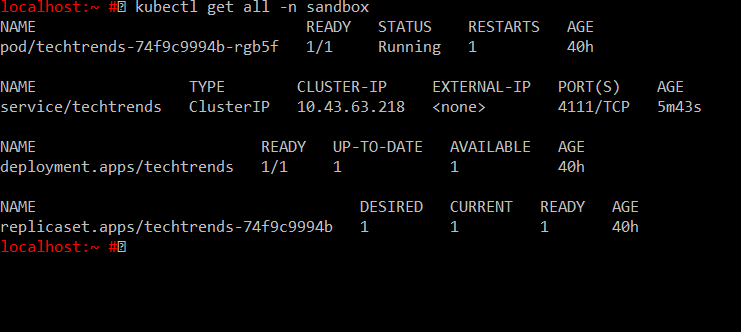 localhost:~ # kubectl get all -n sandbox
NAME READY STATUS RESTARTS AGE
pod/techtrends-74f9c9994b-rgb5f 1/1 Running 1 40h
NAME TYPE CLUSTER-IP EXTERNAL-IP PORT(S) AGE
service/techtrends ClusterIP 10.43.63.218 <none> 4111/TCP 5m43s
NAME READY UP-TO-DATE AVAILABLE AGE
deployment.apps/techtrends 1/1 1 1 40h
NAME DESIRED CURRENT READY AGE
replicaset.apps/techtrends-74f9c9994b 1 1 1 40h
localhost:~ #